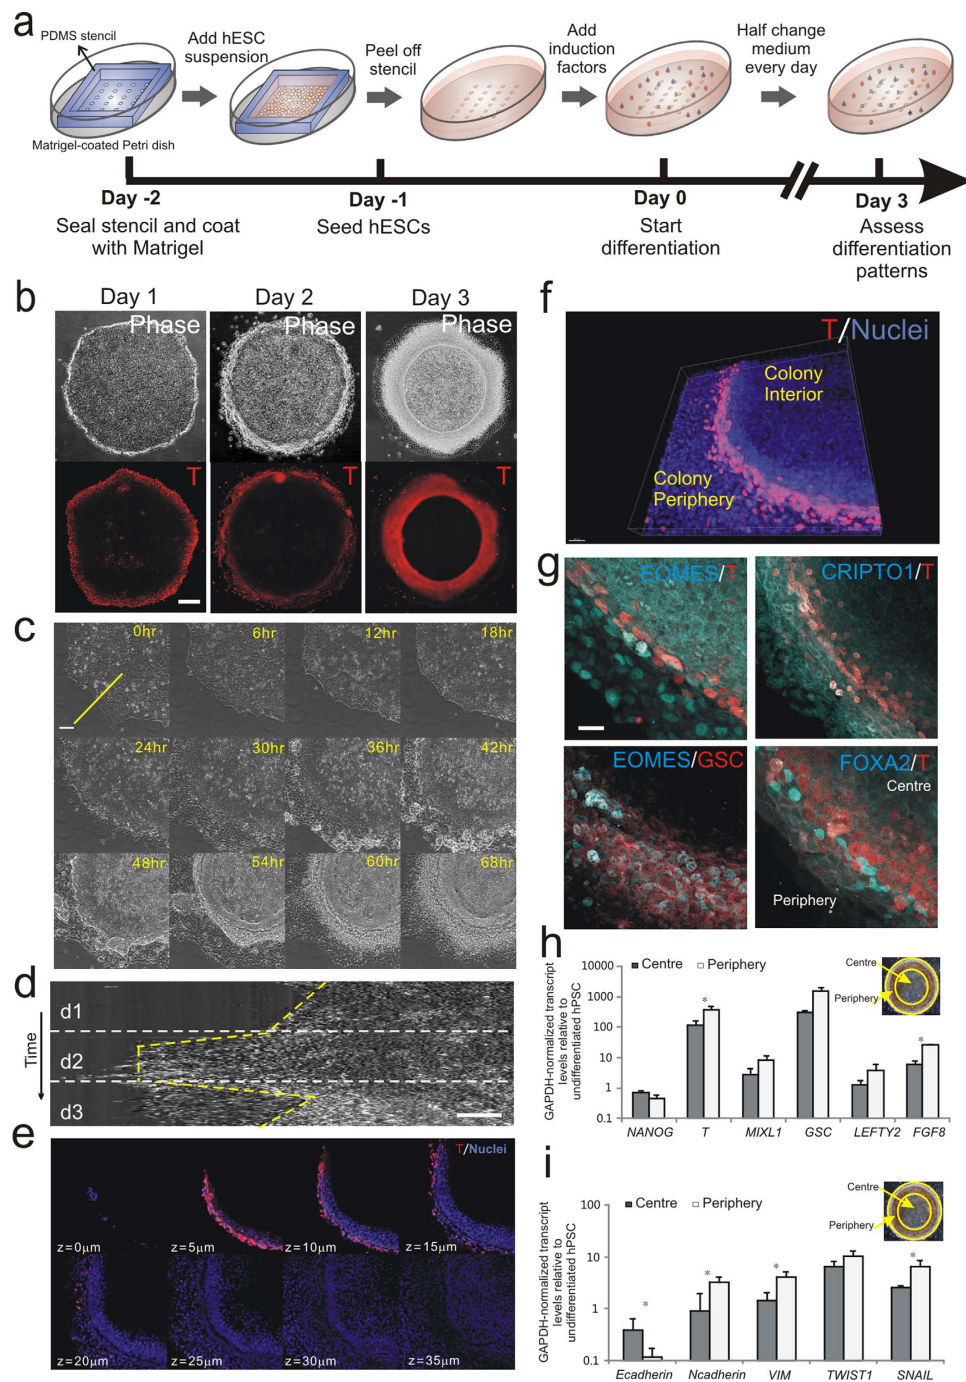 a
PDMS stencil
Add hESC
suspension
Peel off
stencil
Add
induction
factors
Half change
medium
every day
Matrigel-coated Petri dish
Day -2
Day -1
Day 0
Day 3
Seal stencil and coat
with Matrigel
Seed hESCs
Start
differentiation
Assess
differentiation
patterns
b
Day 1
Day 2
Day 3
Phase
Phase
Phase
T
T
T
c
0hr
6hr
12hr
18hr
24hr
30hr
36hr
42hr
48hr
54hr
60hr
68hr
d
Time
d1
d2
d3
e
T/Nuclei
z=0μm
z=5μm
z=10μm
z=15μm
z=20μm
z=25μm
z=30μm
z=35μm
f
T/Nuclei
Colony
Interior
Colony
Periphery
g
EOMES/T
CRIPTO1/T
EOMES/GSC
FOXA2/T
Centre
Periphery
h
GAPDH-normalized transcript
levels relative to
undifferentiated hPSC
10000
1000
100
10
1
0.1
Centre
Periphery
Centre
Periphery
*
*
NANOG
T
MIXL1
GSC
LEFTY2
FGF8
i
GAPDH-normalized transcript
levels relative to
undifferentiated hPSC
100
10
1
0.1
Centre
Periphery
Centre
Periphery
*
*
*
*
Ecadherin
Ncadherin
VIM
TWIST1
SNAIL